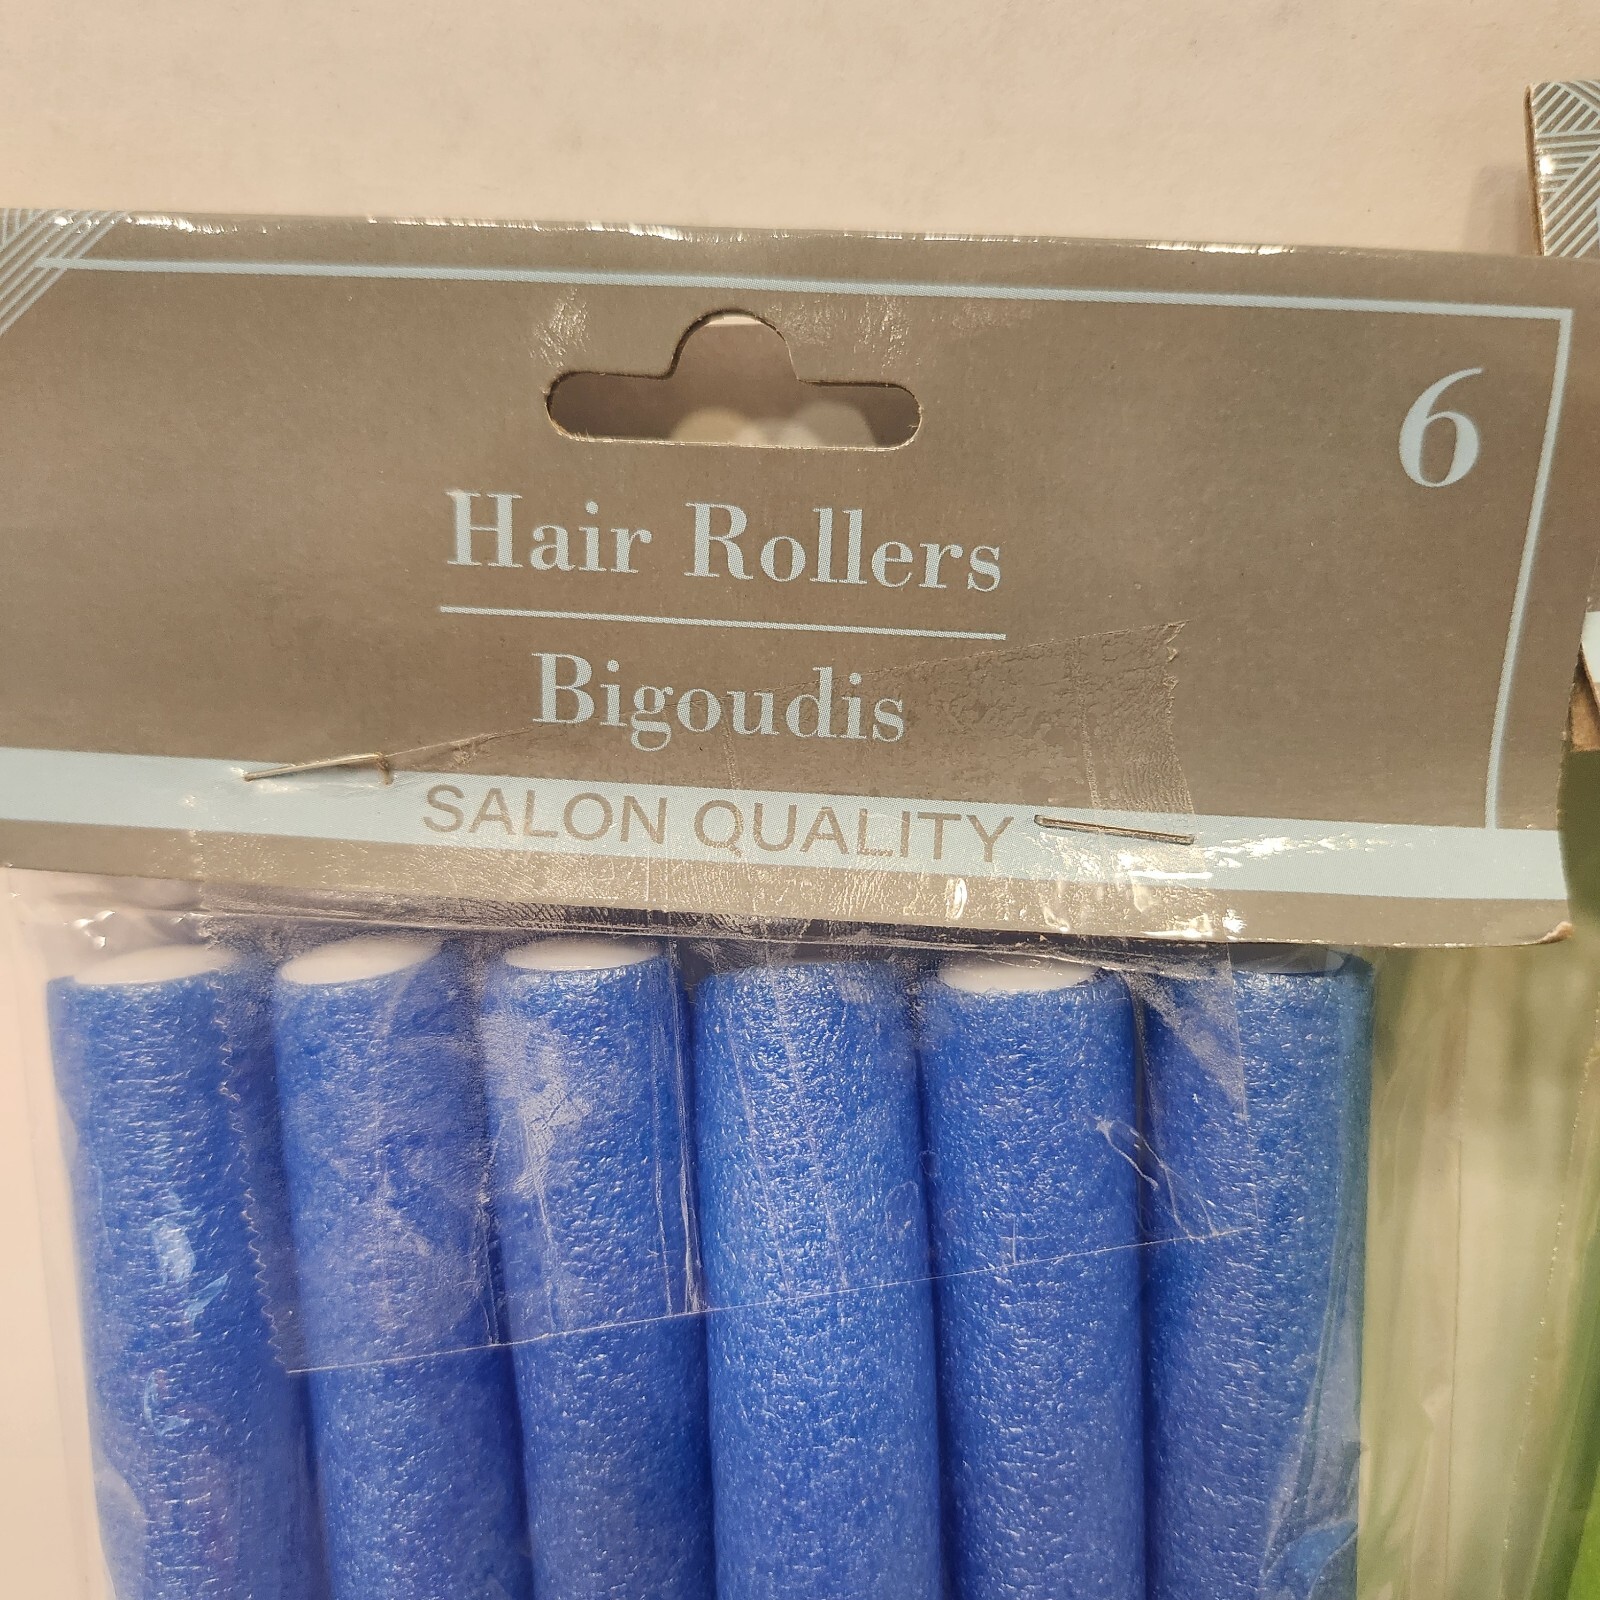 6
Hair Rollers
Bigoudis
SALON QUALITY